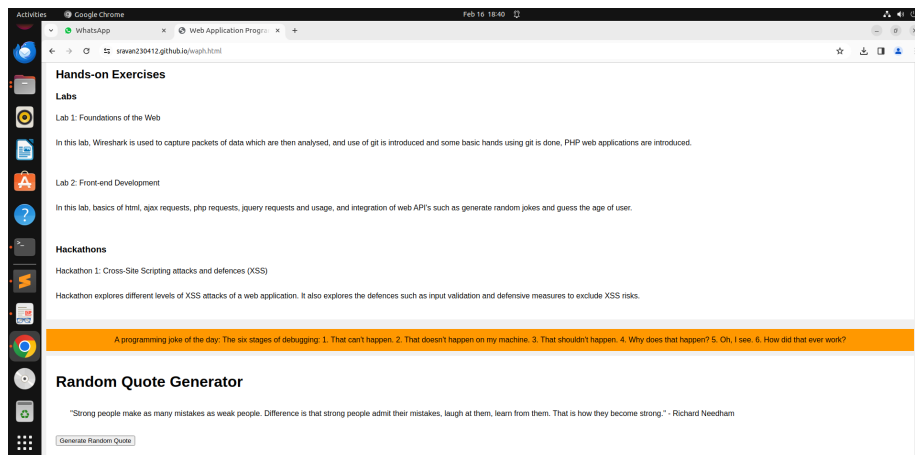 Activities
Google Chrome
Feb 16 18:40
WhatsApp
Web Application Progra
sravan230412.github.io/waph.html
Hands-on Exercises
Labs
Lab 1: Foundations of the Web
In this lab, Wireshark is used to capture packets of data which are then analysed, and use of git is introduced and some basic hands using git is done, PHP web applications are introduced.
Lab 2: Front-end Development
In this lab, basics of html, ajax requests, php requests, jquery requests and usage, and integration of web API's such as generate random jokes and guess the age of user.
Hackathons
Hackathon 1: Cross-Site Scripting attacks and defences (XSS)
Hackathon explores different levels of XSS attacks of a web application. It also explores the defences such as input validation and defensive measures to exclude XSS risks.
A programming joke of the day: The six stages of debugging: 1. That can't happen. 2. That doesn't happen on my machine. 3. That shouldn't happen. 4. Why does that happen? 5. Oh, I see. 6. How did that ever work?
Random Quote Generator
"Strong people make as many mistakes as weak people. Difference is that strong people admit their mistakes, laugh at them, learn from them. That is how they become strong." - Richard Needham
Generate Random Quote